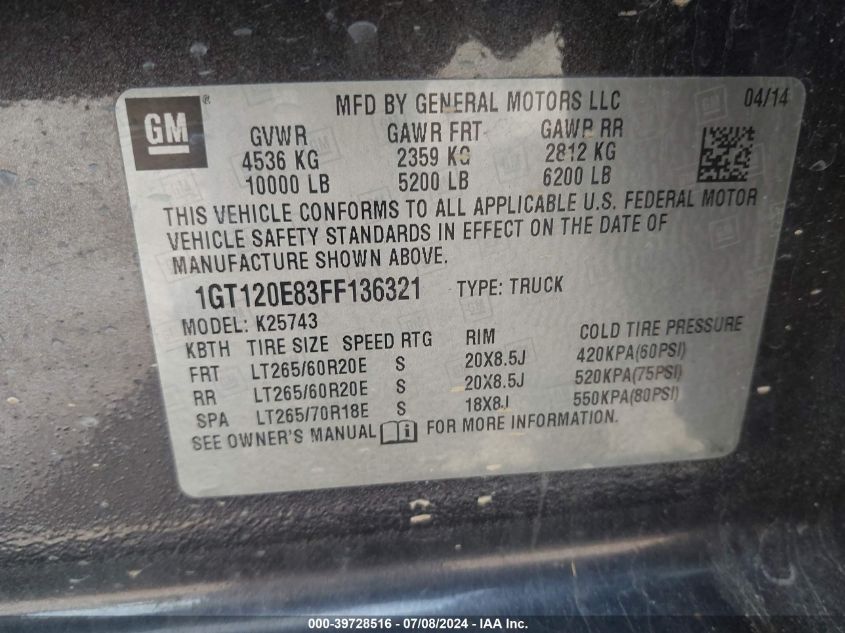 GM ® MFD BY GENERAL MOTORS LLC 04/14
GVWR GAWR FRT GAWR RR
4536 KG 2359 KG 2812 KG
10000 LB 5200 LB 6200 LB
THIS VEHICLE CONFORMS TO ALL APPLICABLE U.S. FEDERAL MOTOR
VEHICLE SAFETY STANDARDS IN EFFECT ON THE DATE OF
MANUFACTURE SHOWN ABOVE.
1GT120E83FF136321 TYPE: TRUCK
MODEL: K25743
KBTH TIRE SIZE SPEED RTG RIM COLD TIRE PRESSURE
FRT LT265/60R20E S 20X8.5J 420KPA(60PSI)
RR LT265/60R20E S 20X8.5J 520KPA(75PSI)
SPA LT265/70R18E S 18X8J 550KPA(80PSI)
SEE OWNER'S MANUAL FOR MORE INFORMATION.
000-39728516 - 07/08/2024 - IAA Inc.